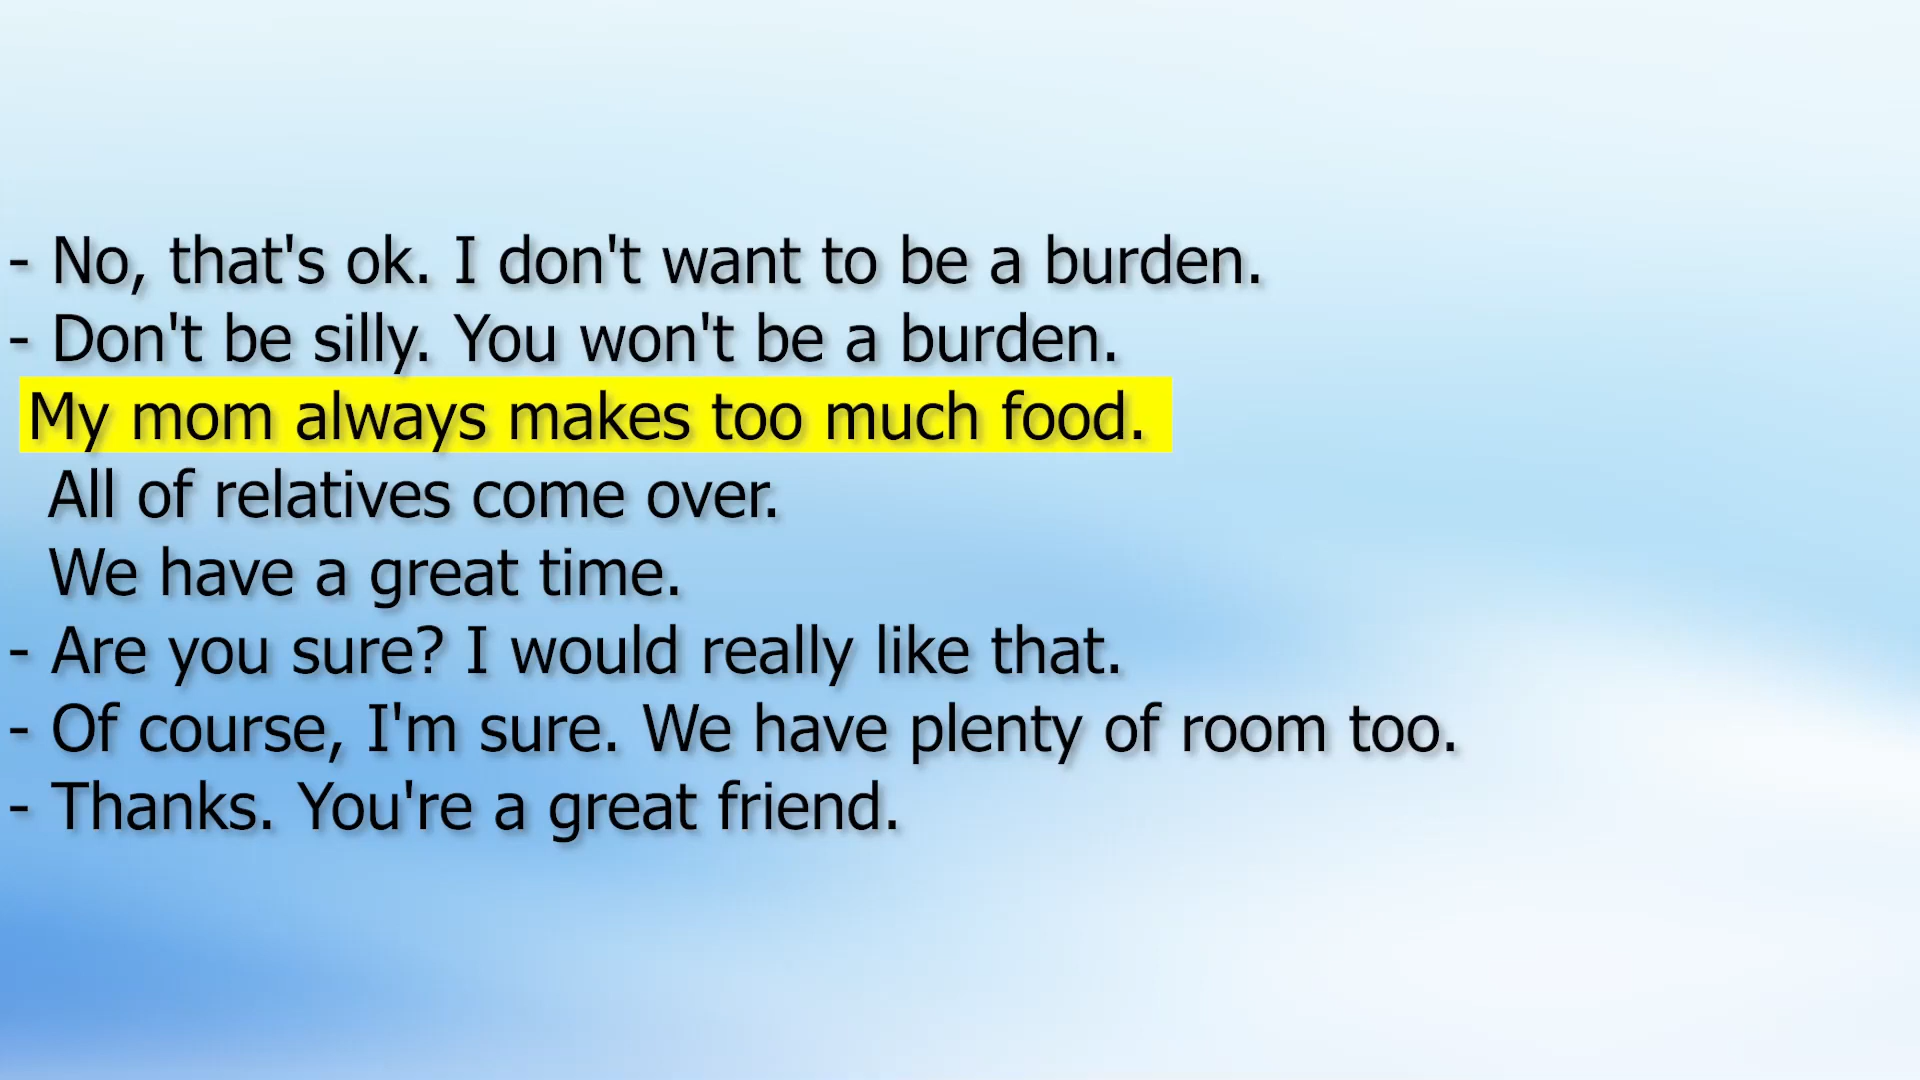 - No, that's ok. I don't want to be a burden.
- Don't be silly. You won't be a burden.
My mom always makes too much food.
All of relatives come over.
We have a great time.
- Are you sure? I would really like that.
- Of course, I'm sure. We have plenty of room too.
- Thanks. You're a great friend.